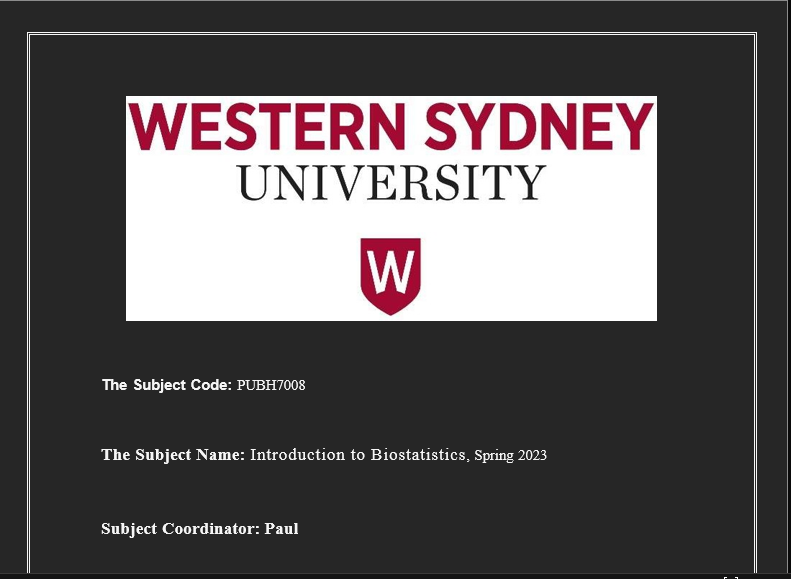 WESTERN SYDNEY
UNIVERSITY
W
The Subject Code: PUBH7008
The Subject Name: Introduction to Biostatistics, Spring 2023
Subject Coordinator: Paul